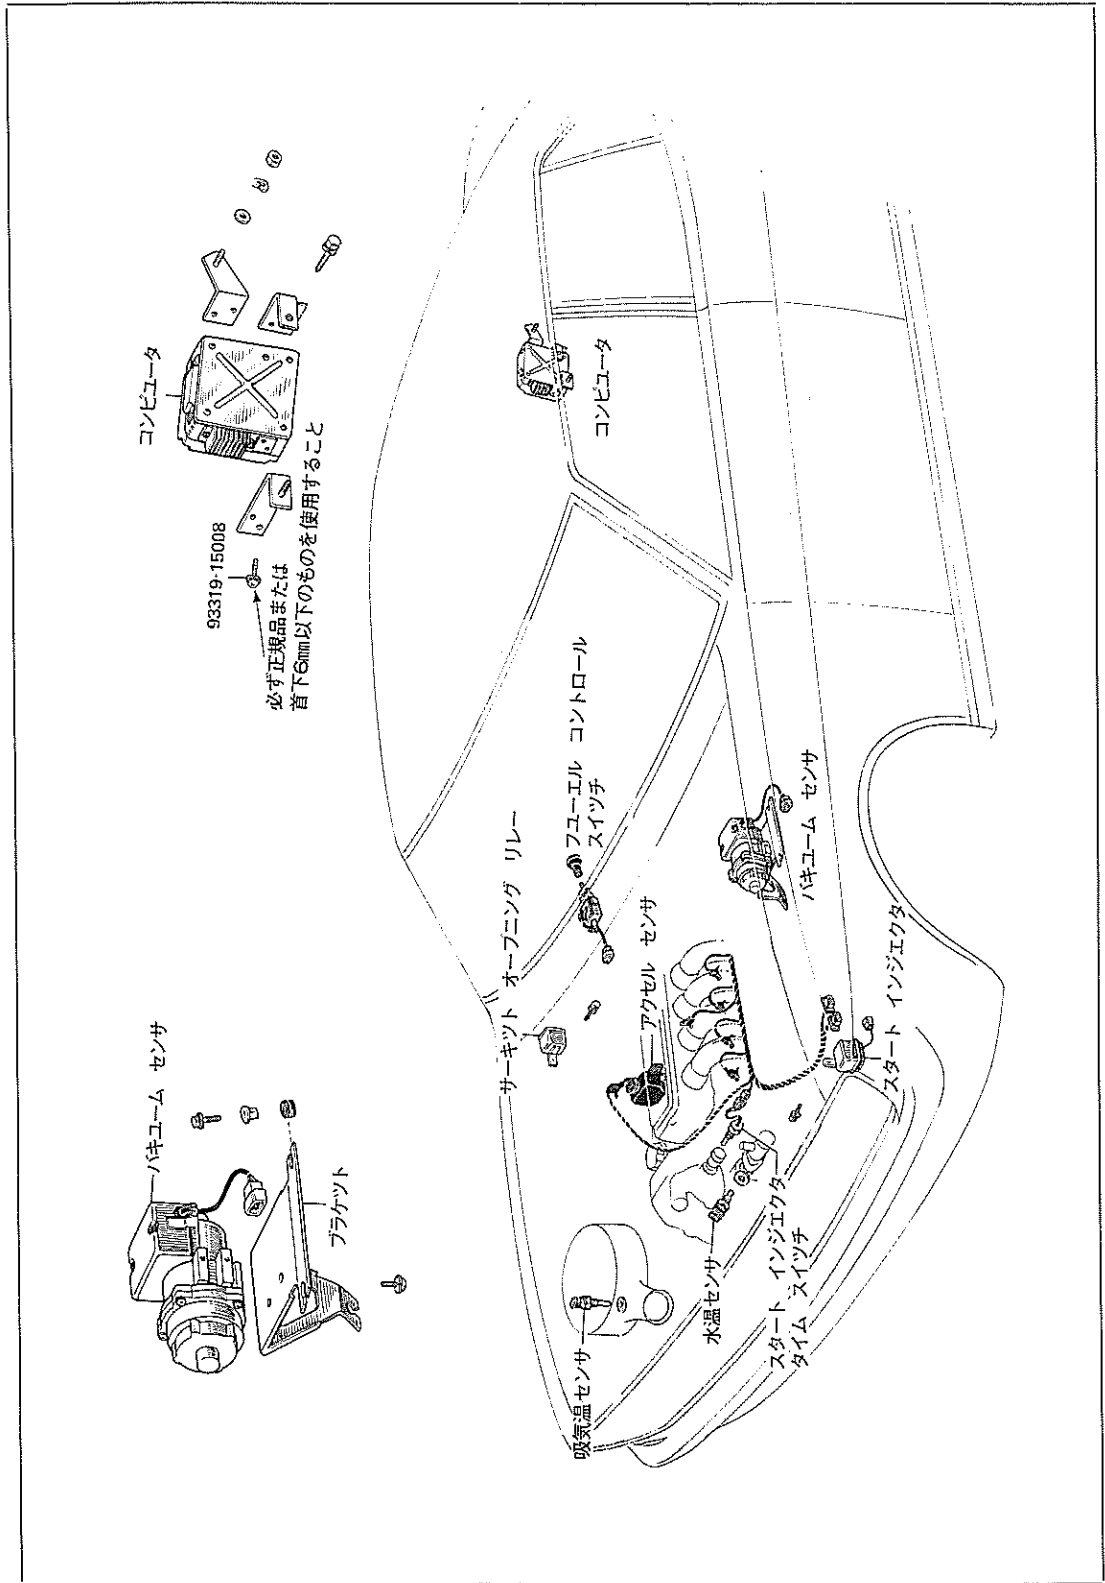 バキューム センサ
ブラケット
コンピュータ
93319-15008
必ず正規品または
首下6mm以下のものを使用すること
サーキット オープニング リレー
フューエル コントロール
スイッチ
アクセル センサ
コンピュータ
吸気温センサ
水温センサ
スタート インジェクタ
タイム スイッチ
スタート インジェクタ
バキューム センサ